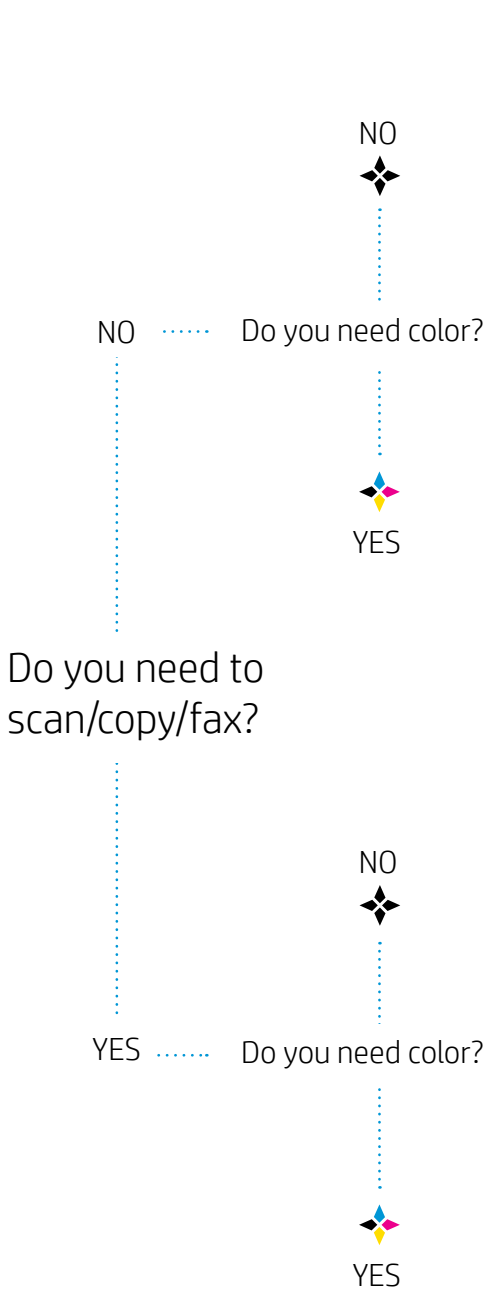 NO
NO
Do you need color?
YES
Do you need to
scan/copy/fax?
NO
YES
Do you need color?
YES